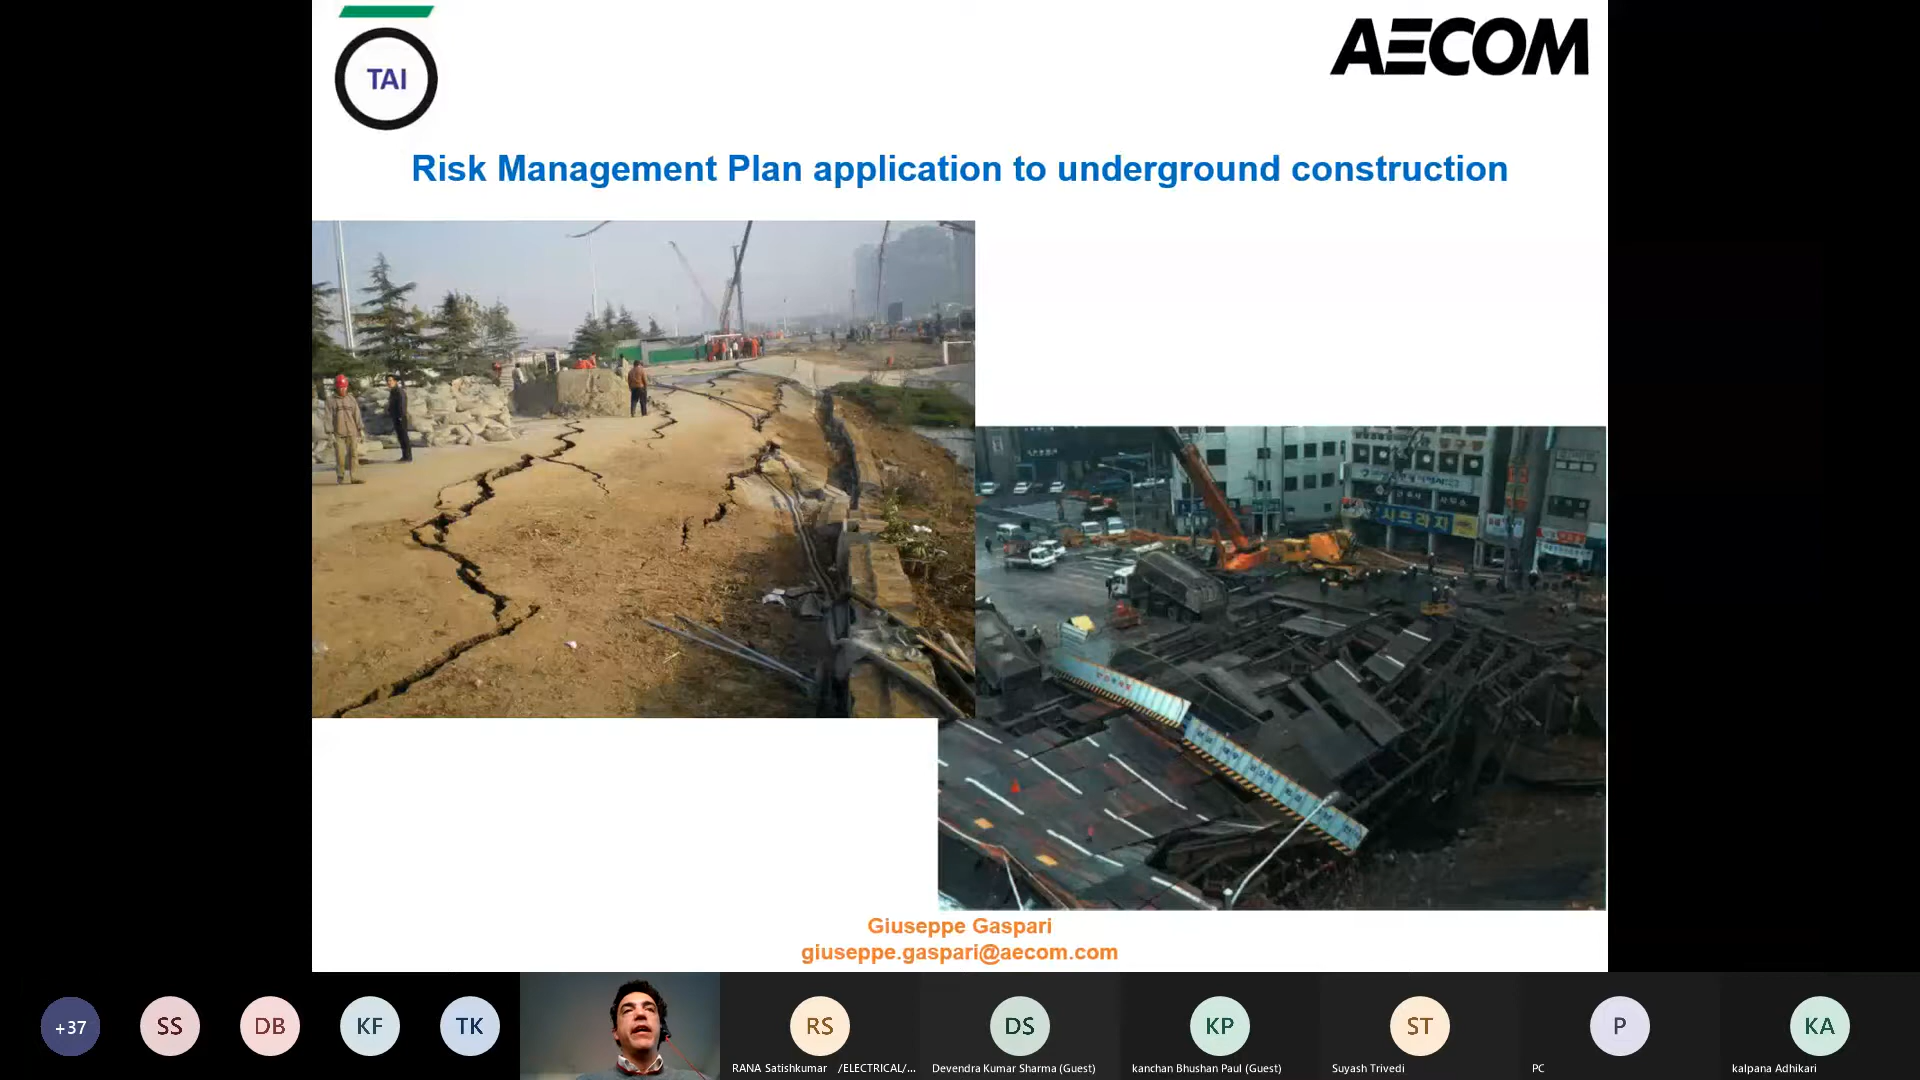 TAI
AECOM
Risk Management Plan application to underground construction
Giuseppe Gaspari
giuseppe.gaspari@aecom.com
+37
SS
DB
KF
TK
RS
DS
KP
ST
P
KA
RANA Satishkumar /ELECTRICAL/...
Devendra Kumar Sharma (Guest)
kanchan Bhushan Paul (Guest)
Suyash Trivedi
PC
kalpana Adhikari